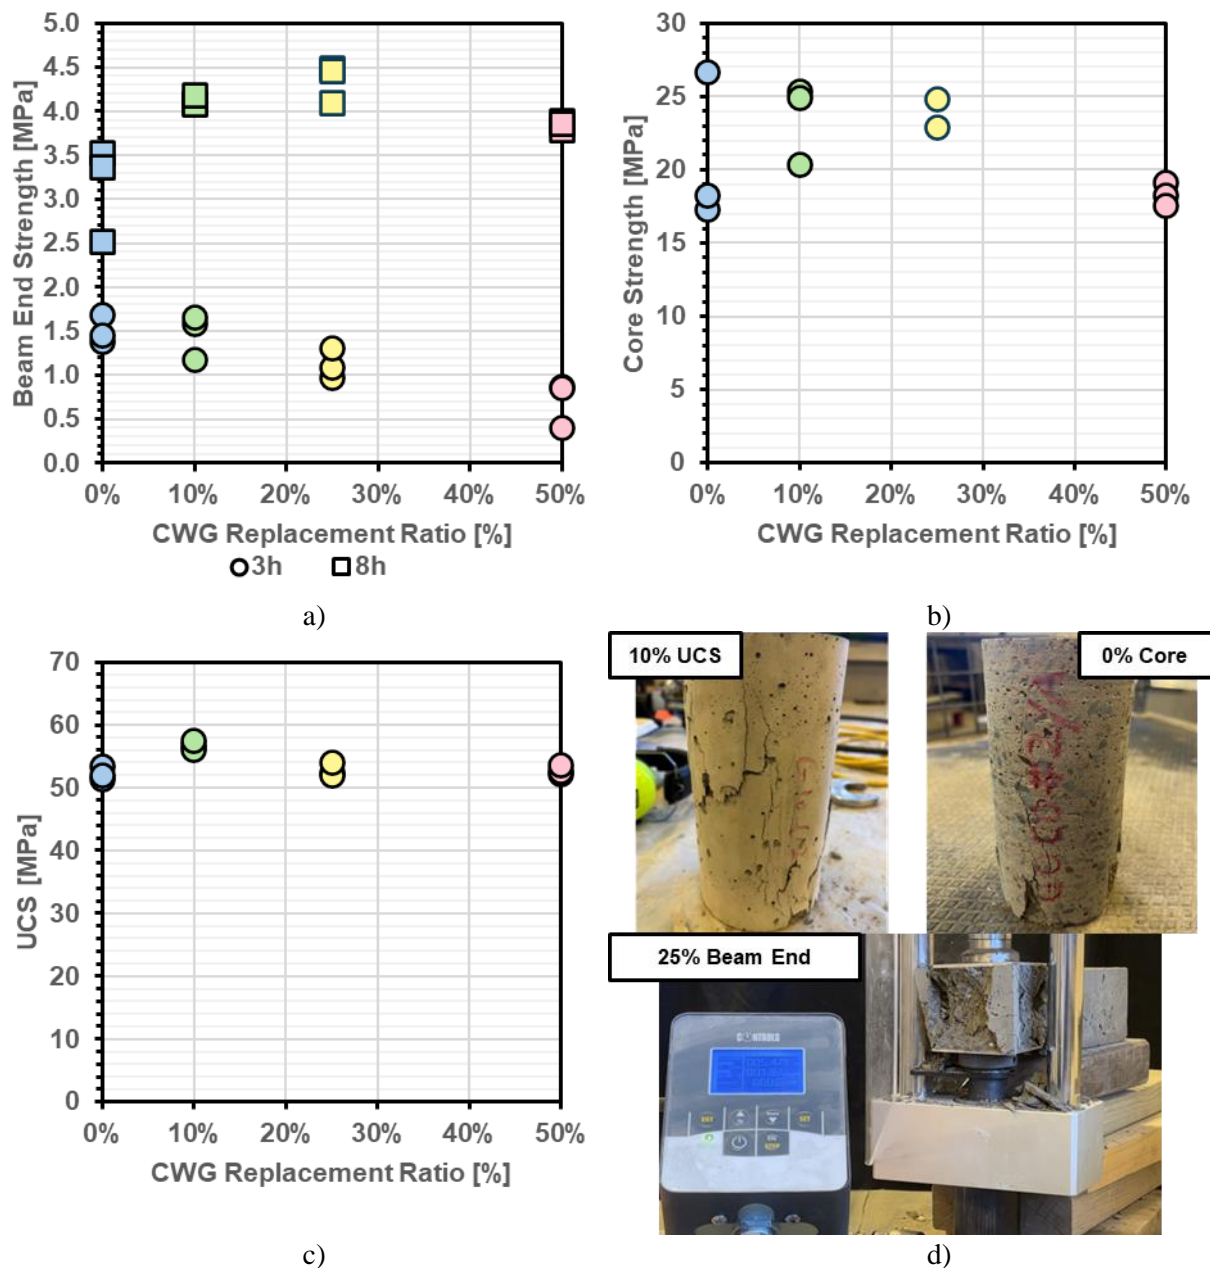 Beam End Strength [MPa]
5.0
4.5
4.0
3.5
3.0
2.5
2.0
1.5
1.0
0.5
0.0
0% 10% 20% 30% 40% 50%
CWG Replacement Ratio [%]
3h 8h
a)
Core Strength [MPa]
30
25
20
15
10
5
0
0% 10% 20% 30% 40% 50%
CWG Replacement Ratio [%]
b)
UCS [MPa]
70
60
50
40
30
20
10
0
0% 10% 20% 30% 40% 50%
CWG Replacement Ratio [%]
c)
10% UCS
0% Core
25% Beam End
CONTROLS
SET
STOP
d)